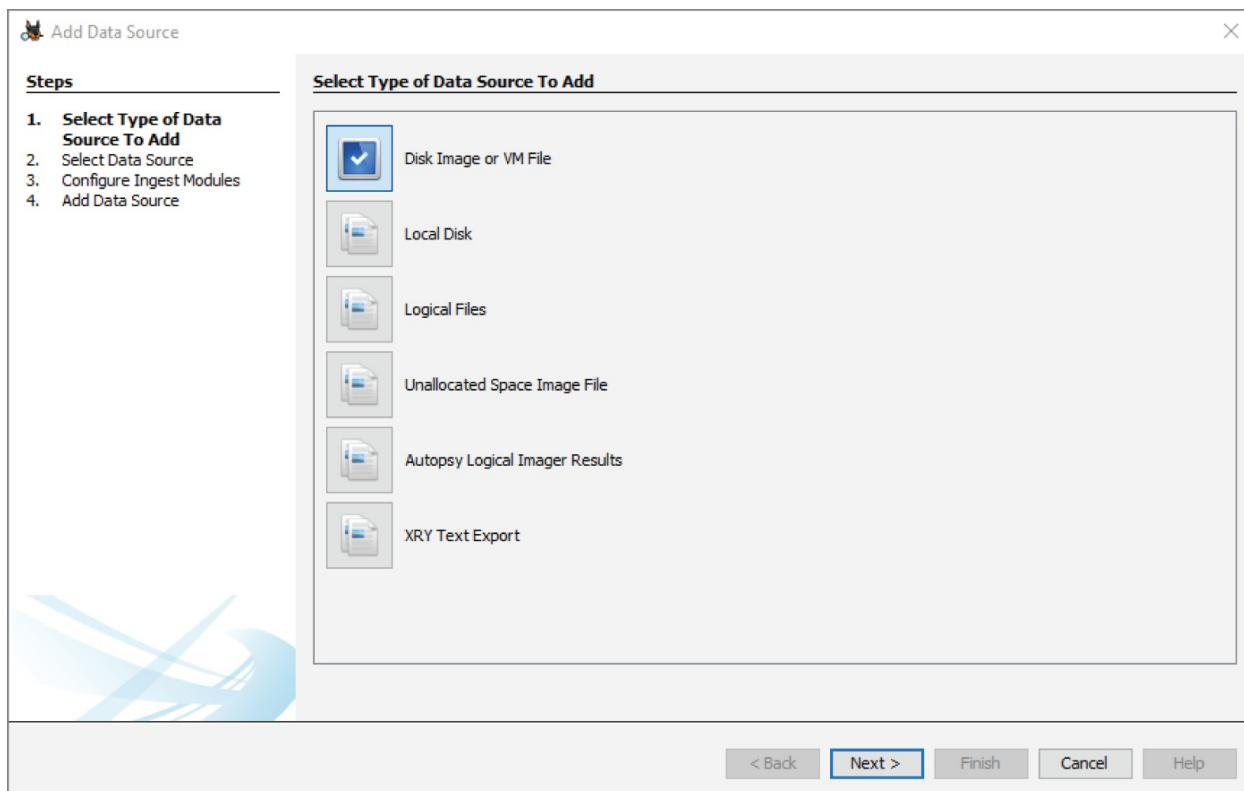 Add Data Source
Steps
1. Select Type of Data
Source To Add
2. Select Data Source
3. Configure Ingest Modules
4. Add Data Source
Select Type of Data Source To Add
Disk Image or VM File
Local Disk
Logical Files
Unallocated Space Image File
Autopsy Logical Imager Results
XRY Text Export
< Back Next > Finish Cancel Help